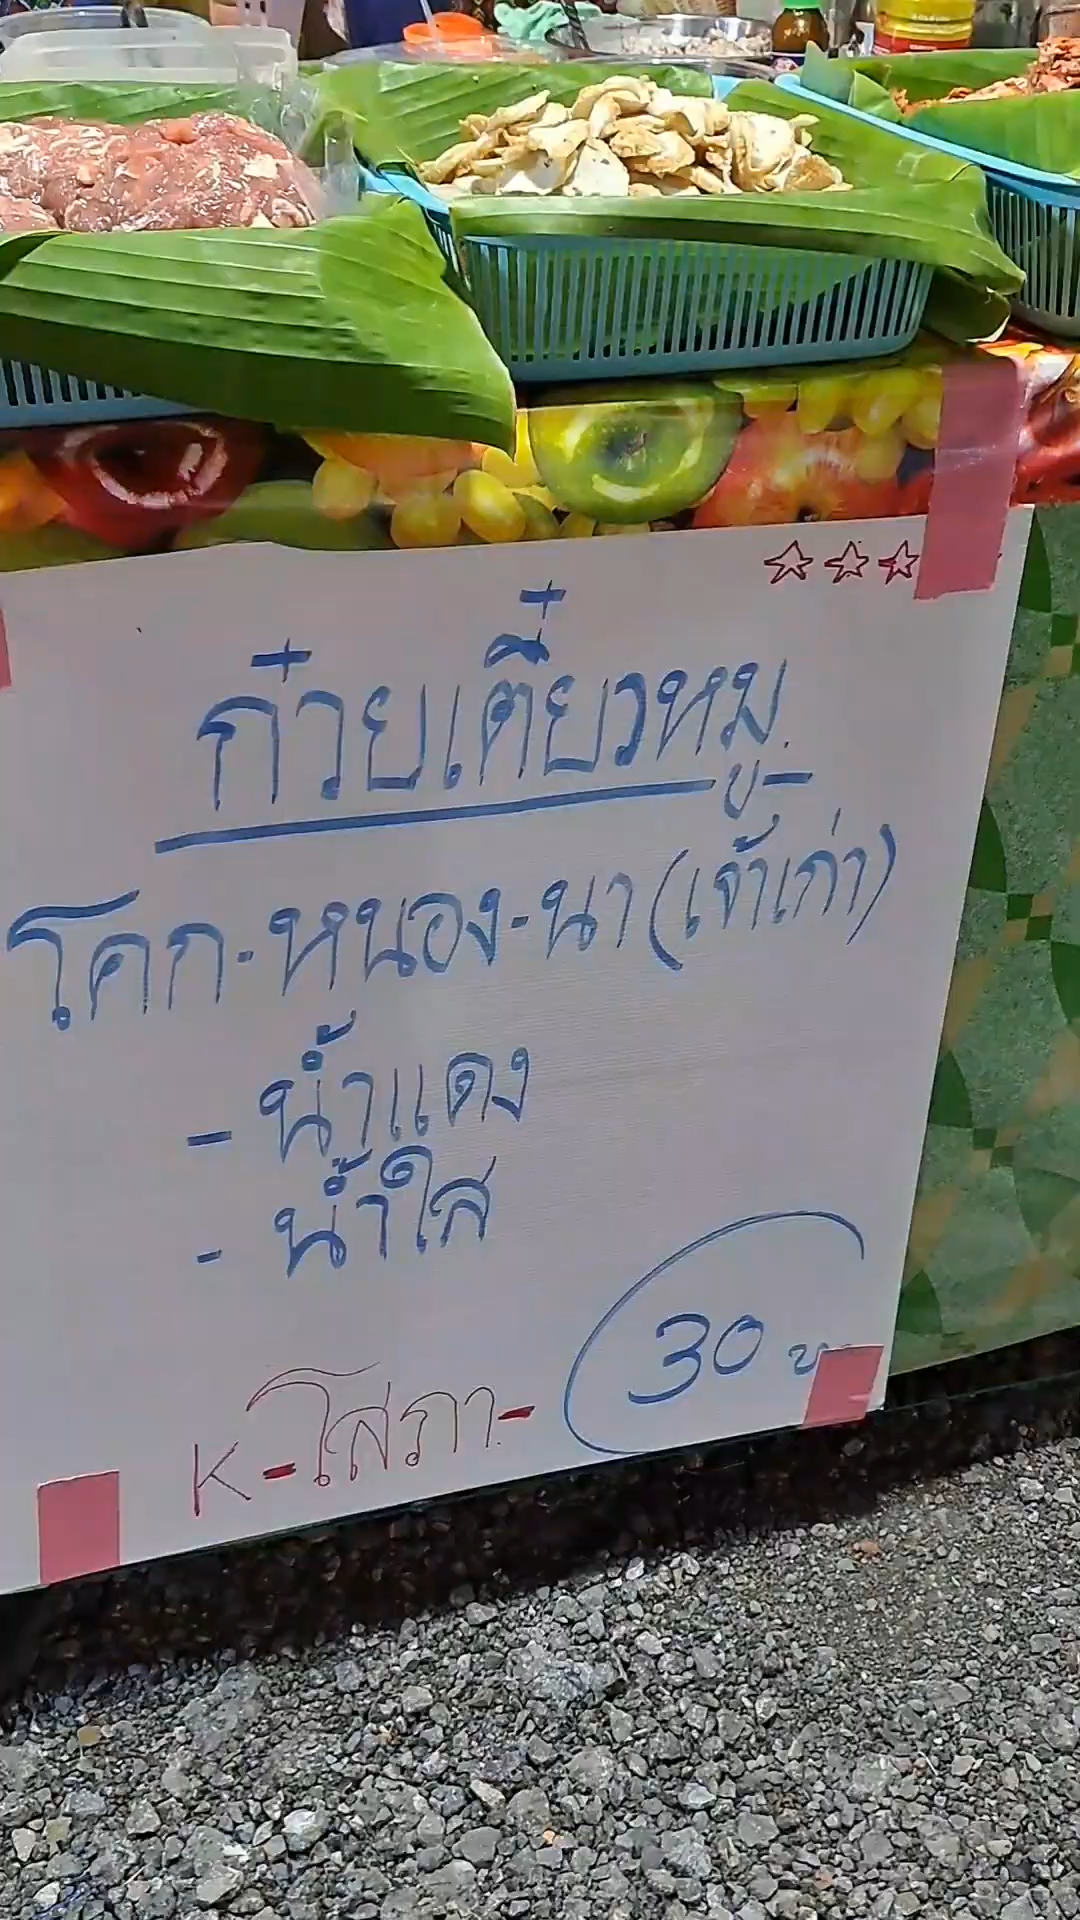 ก๋วยเตี๋ยวหมู
โคก-หนอง-นา (เจ้าเก่า)
- น้ำแดง
- น้ำใส
30
K-โสภา-